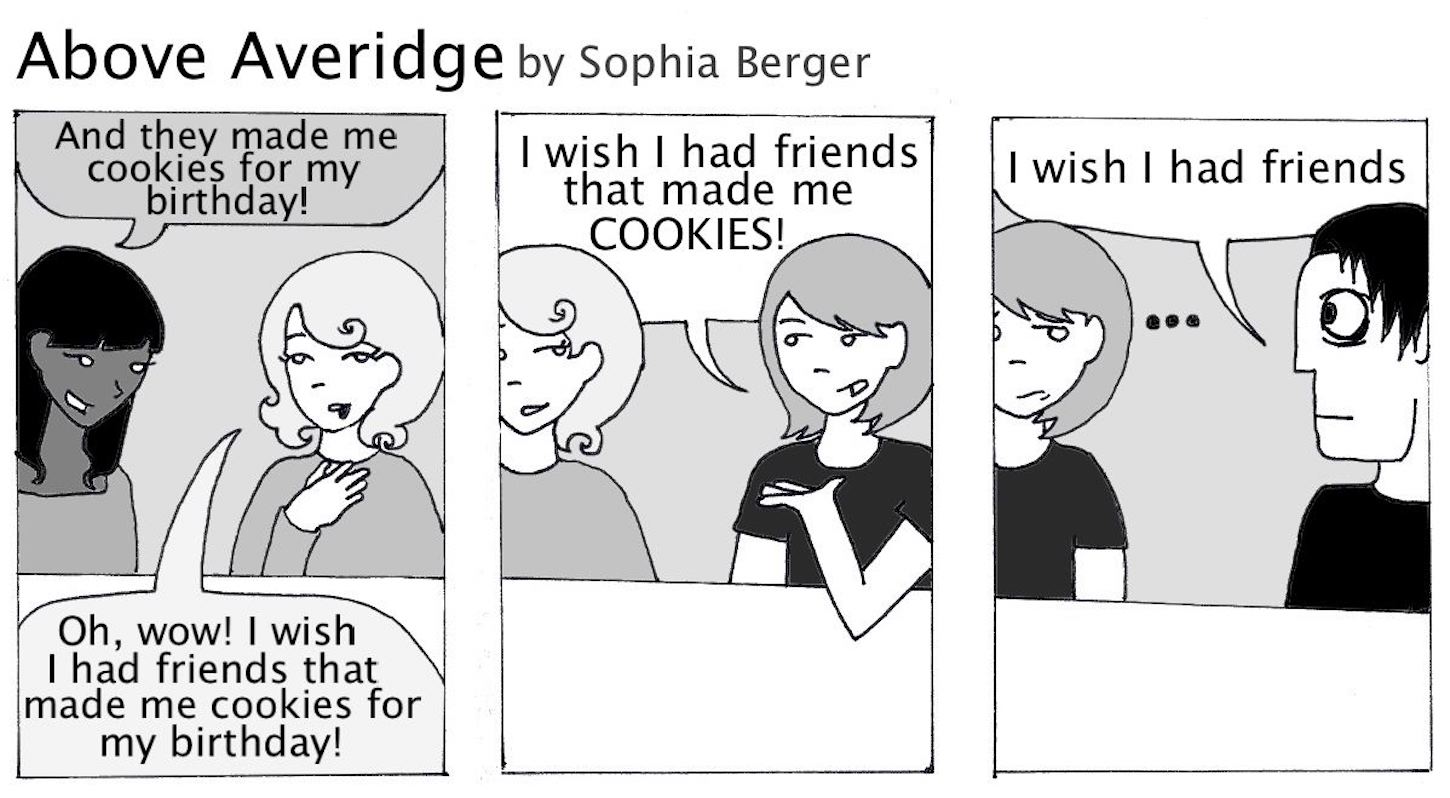 Above Averidge by Sophia Berger
And they made me
cookies for my
birthday!
Oh, wow! I wish
I had friends that
made me cookies for
my birthday!
I wish I had friends
that made me
COOKIES!
I wish I had friends
...